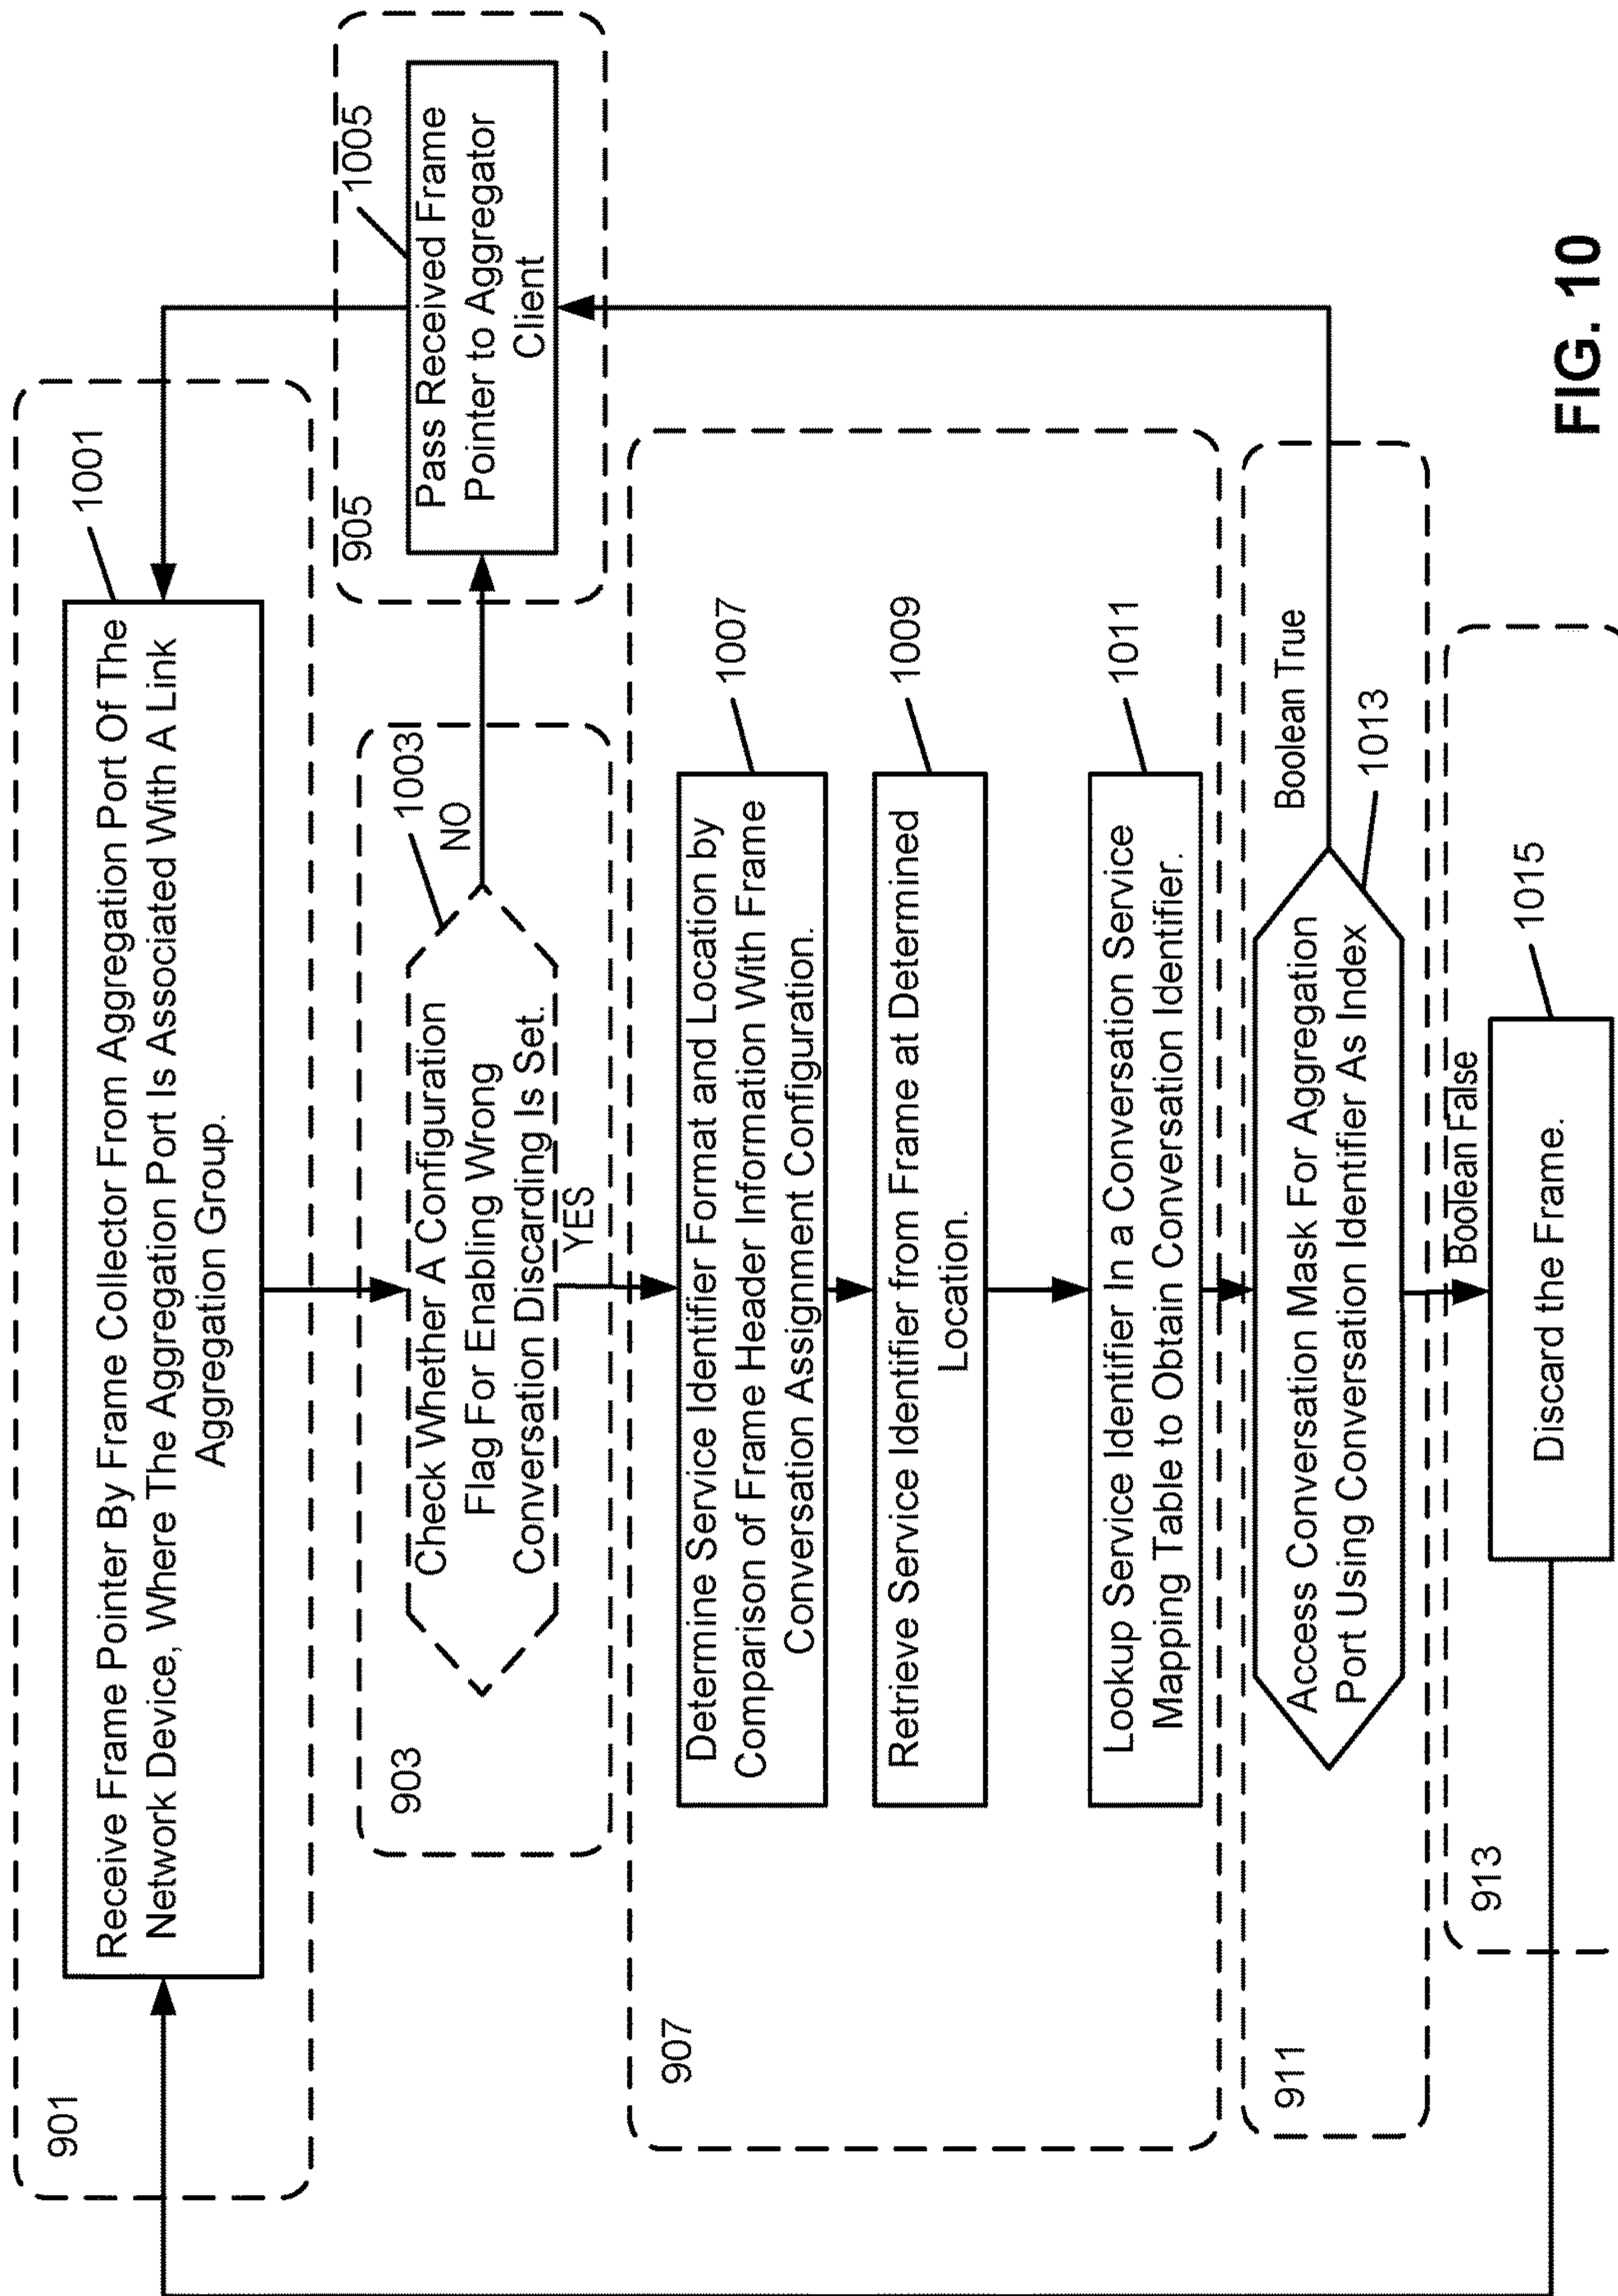 901
1001
Receive Frame Pointer By Frame Collector From Aggregation Port Of The
Network Device, Where The Aggregation Port Is Associated With A Link
Aggregation Group.
903
1003
Check Whether A Configuration
Flag For Enabling Wrong
Conversation Discarding Is Set.
NO
YES
905
1005
Pass Received Frame
Pointer to Aggregator
Client
907
Determine Service Identifier Format and Location by
Comparison of Frame Header Information With Frame
Conversation Assignment Configuration.
1007
Retrieve Service Identifier from Frame at Determined
Location.
1009
Lookup Service Identifier In a Conversation Service
Mapping Table to Obtain Conversation Identifier.
1011
911
Access Conversation Mask For Aggregation
Port Using Conversation Identifier As Index
Boolean True
1013
Boolean False
913
Discard the Frame.
1015
FIG. 10